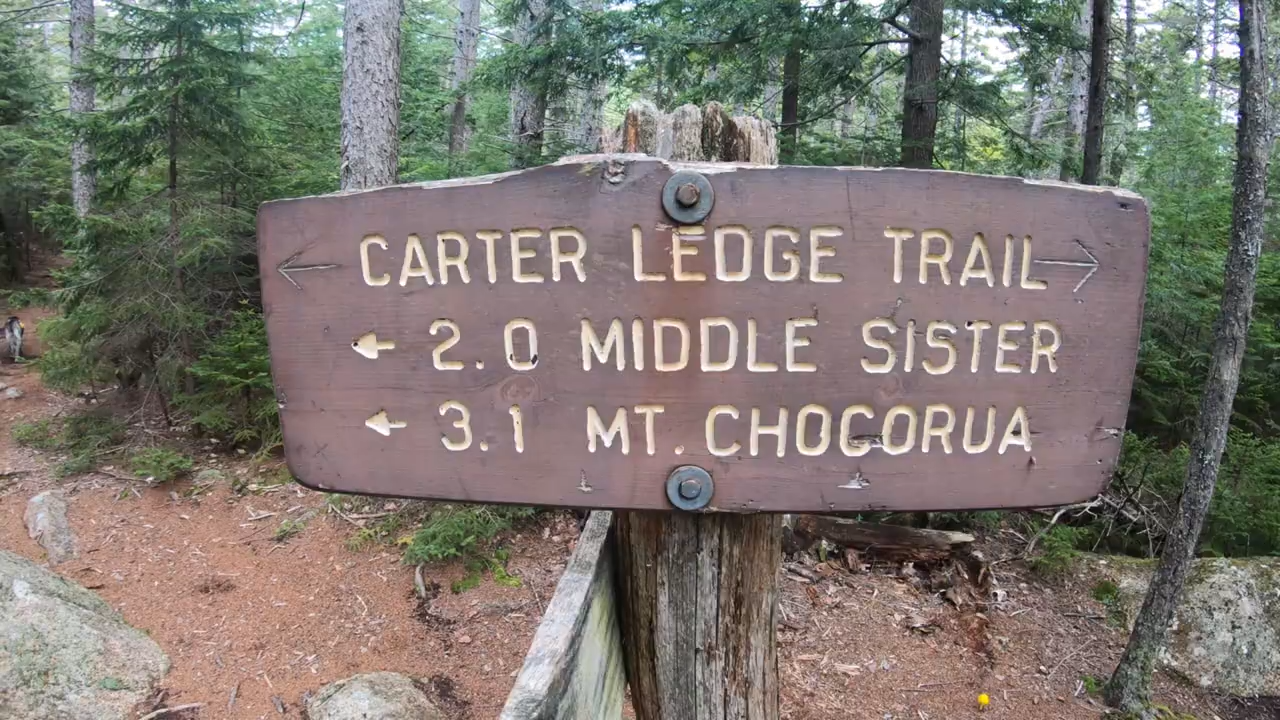 ← CARTER LEDGE TRAIL →
← 2.0 MIDDLE SISTER
← 3.1 MT. CHOCORUA